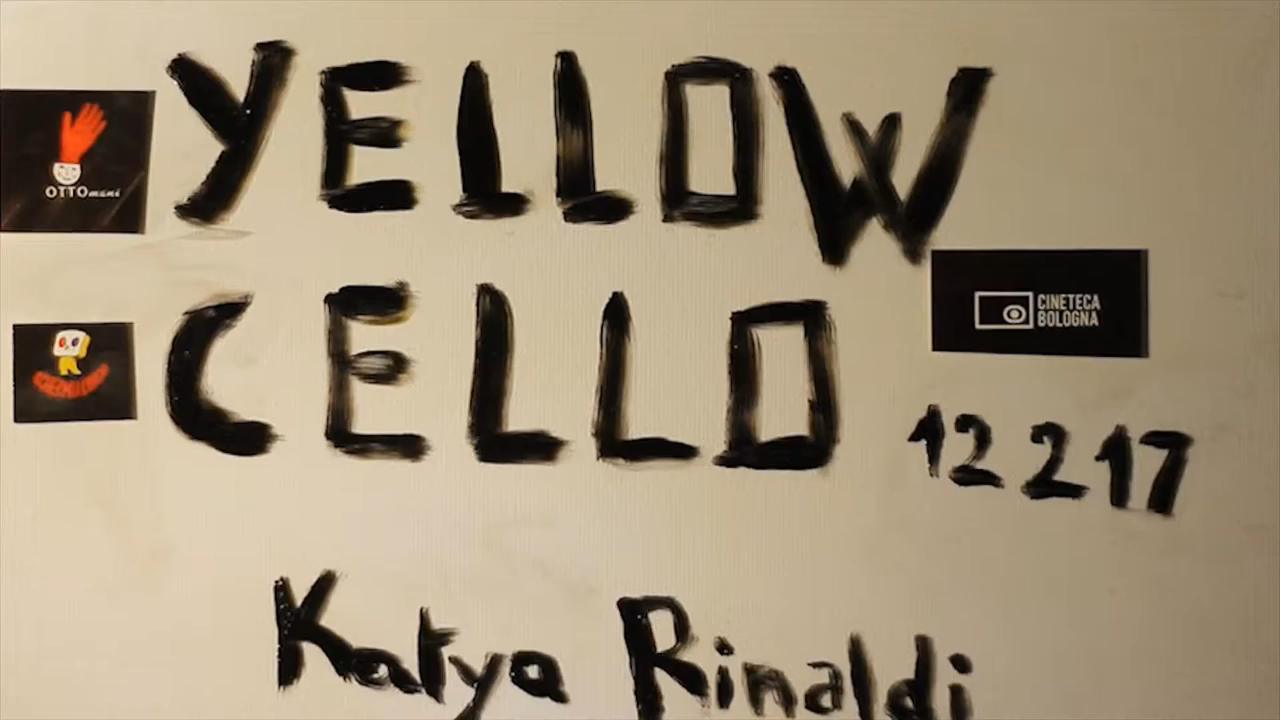 YELLOW
OTTOmani
CELLO
CINETECA
BOLOGNA
12 2 17
Katya Rinaldi